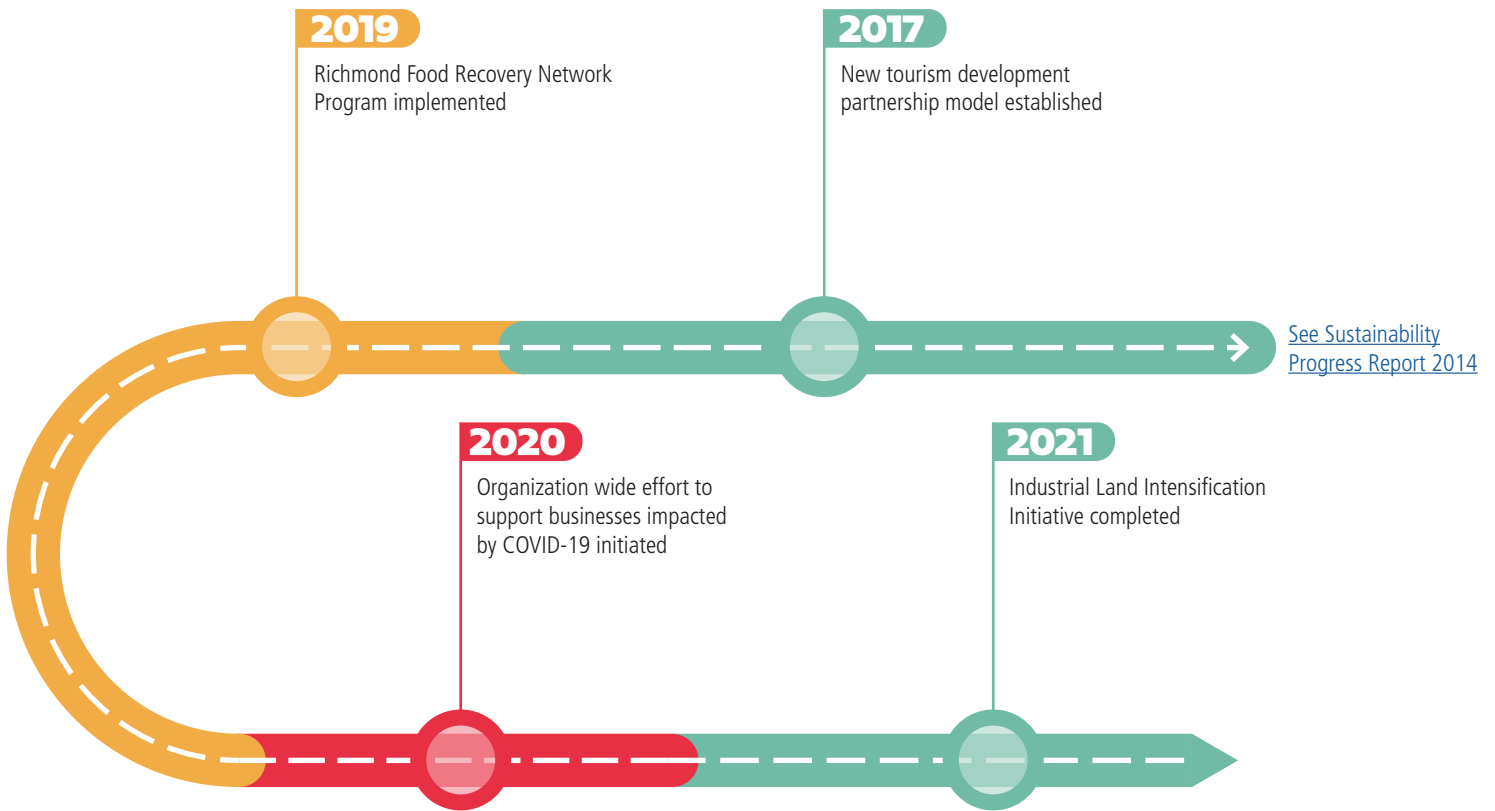 2019
Richmond Food Recovery Network
Program implemented
2017
New tourism development
partnership model established
See Sustainability
Progress Report 2014
2020
Organization wide effort to
support businesses impacted
by COVID-19 initiated
2021
Industrial Land Intensification
Initiative completed